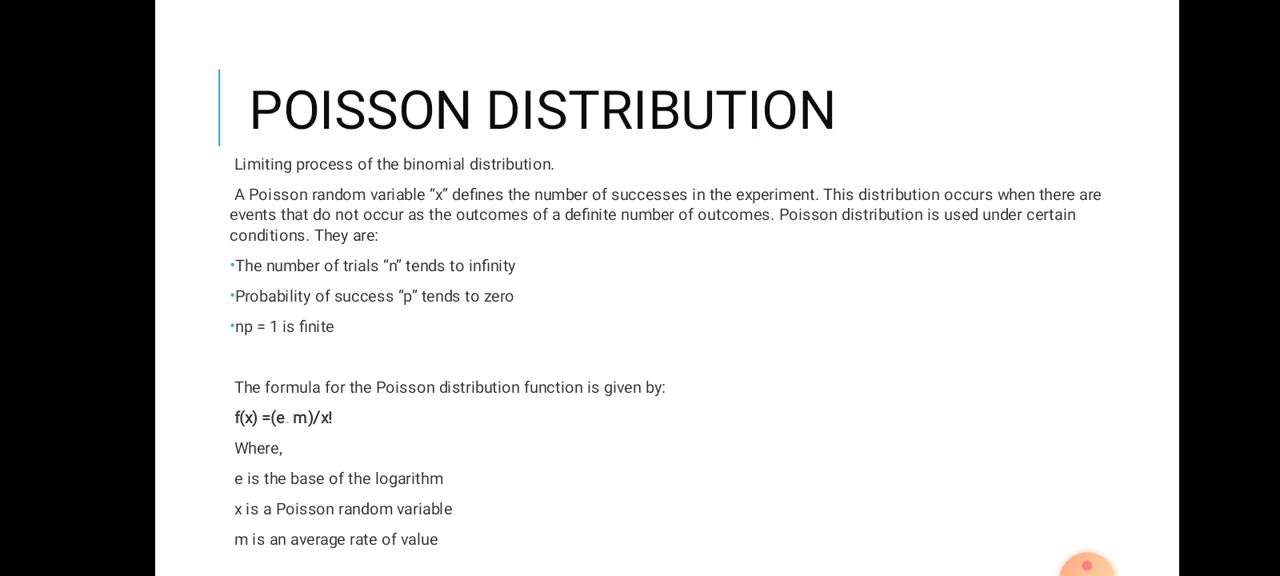 POISSON DISTRIBUTION
Limiting process of the binomial distribution.
A Poisson random variable “x” defines the number of successes in the experiment. This distribution occurs when there are
events that do not occur as the outcomes of a definite number of outcomes. Poisson distribution is used under certain
conditions. They are:
•The number of trials “n” tends to infinity
•Probability of success “p” tends to zero
•np = 1 is finite
The formula for the Poisson distribution function is given by:
f(x) =(e m)/x!
Where,
e is the base of the logarithm
x is a Poisson random variable
m is an average rate of value